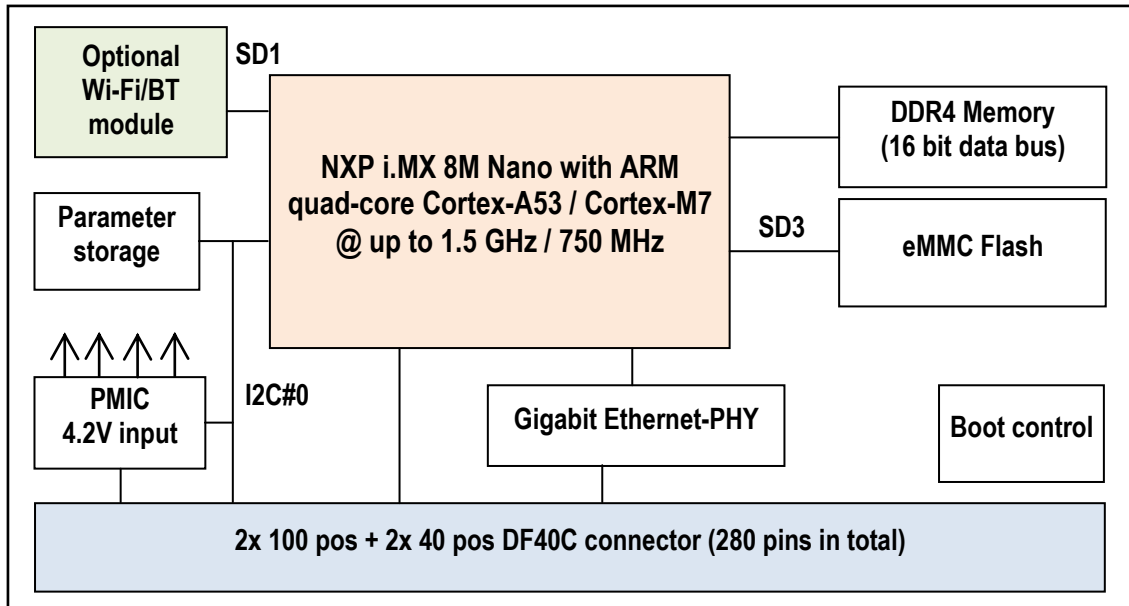 Optional
Wi-Fi/BT
module
SD1
NXP i.MX 8M Nano with ARM
quad-core Cortex-A53 / Cortex-M7
@ up to 1.5 GHz / 750 MHz
DDR4 Memory
(16 bit data bus)
Parameter
storage
SD3
eMMC Flash
PMIC
4.2V input
I2C#0
Gigabit Ethernet-PHY
Boot control
2x 100 pos + 2x 40 pos DF40C connector (280 pins in total)